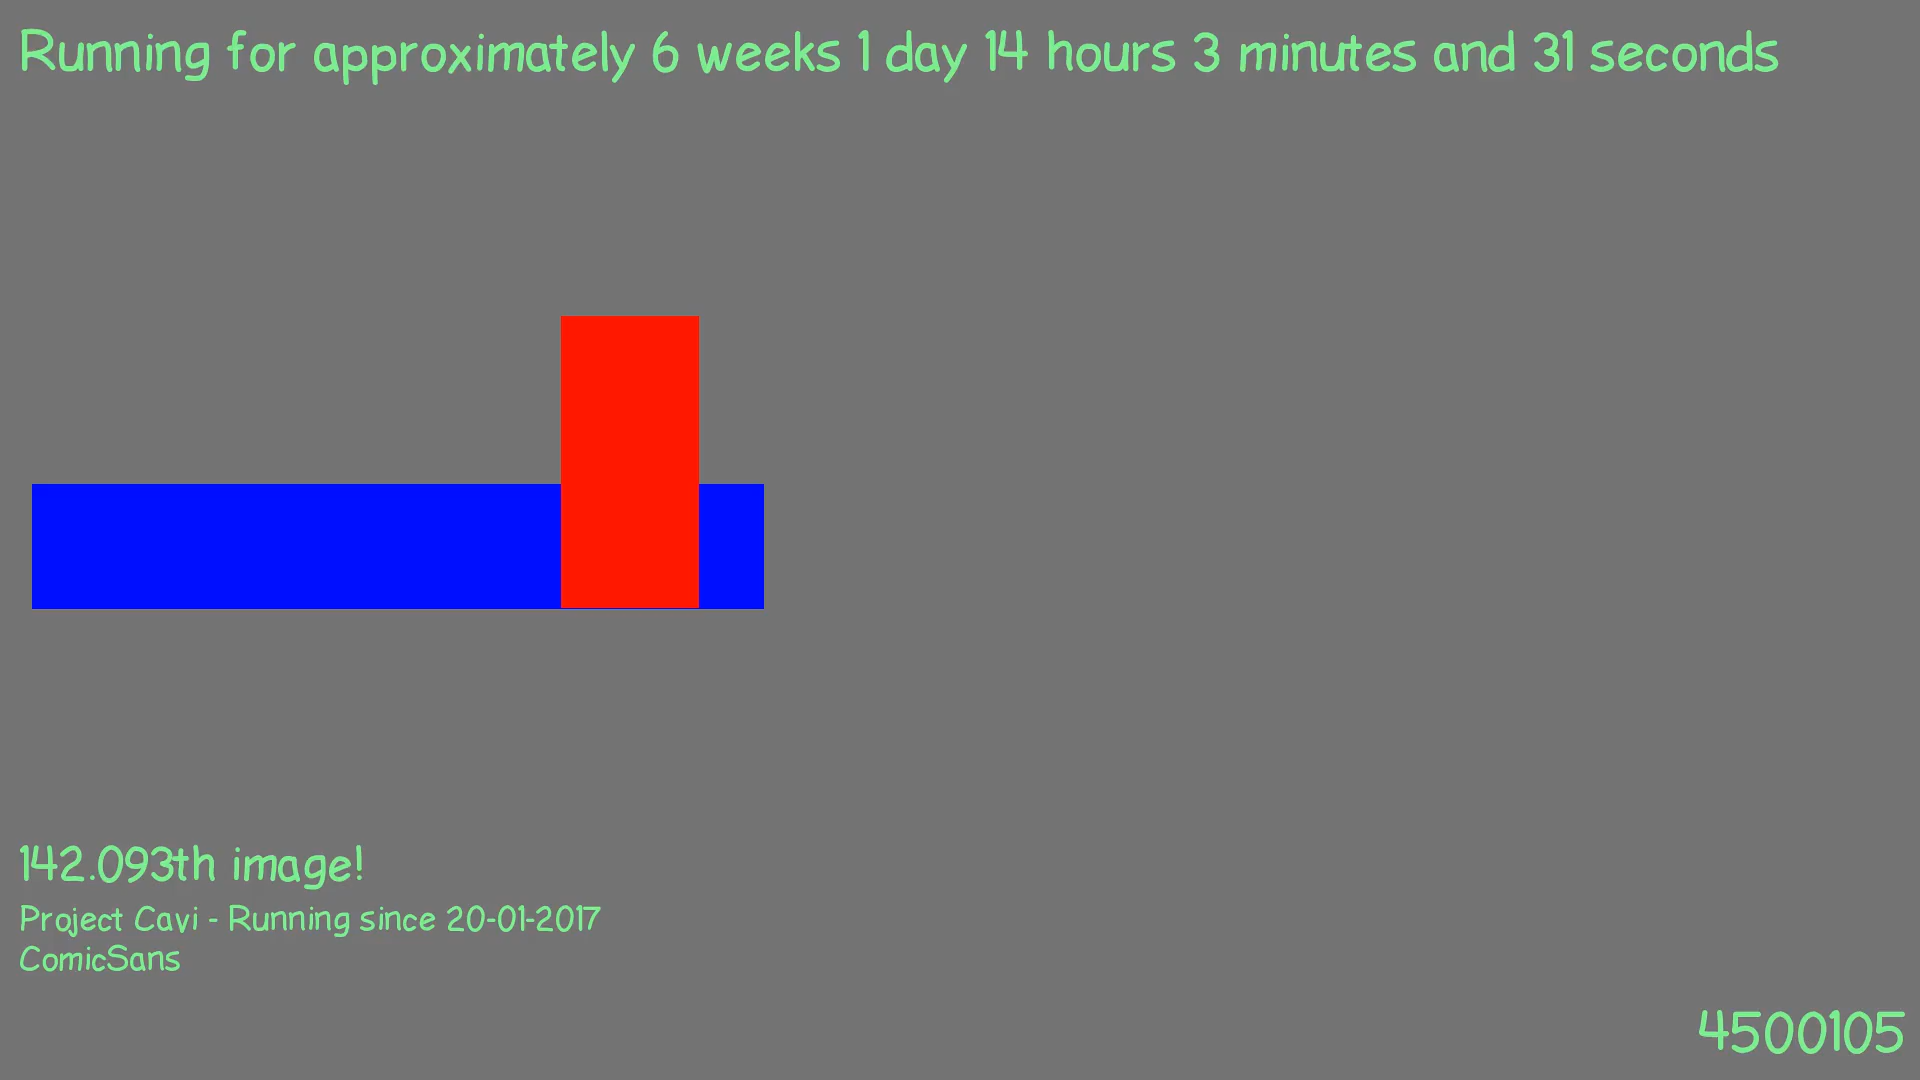 Running for approximately 6 weeks 1 day 14 hours 3 minutes and 31 seconds
142.093th image!
Project Cavi - Running since 20-01-2017
ComicSans
4500105